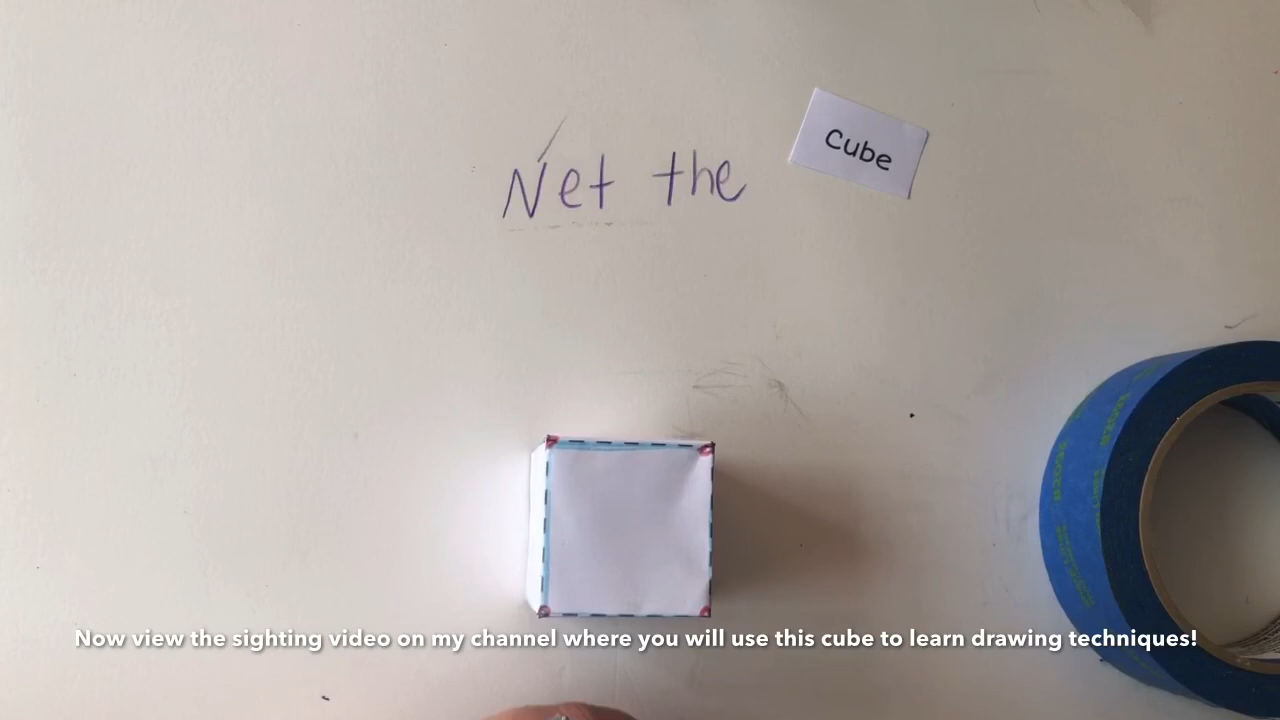 Net the Cube
Now view the sighting video on my channel where you will use this cube to learn drawing techniques!